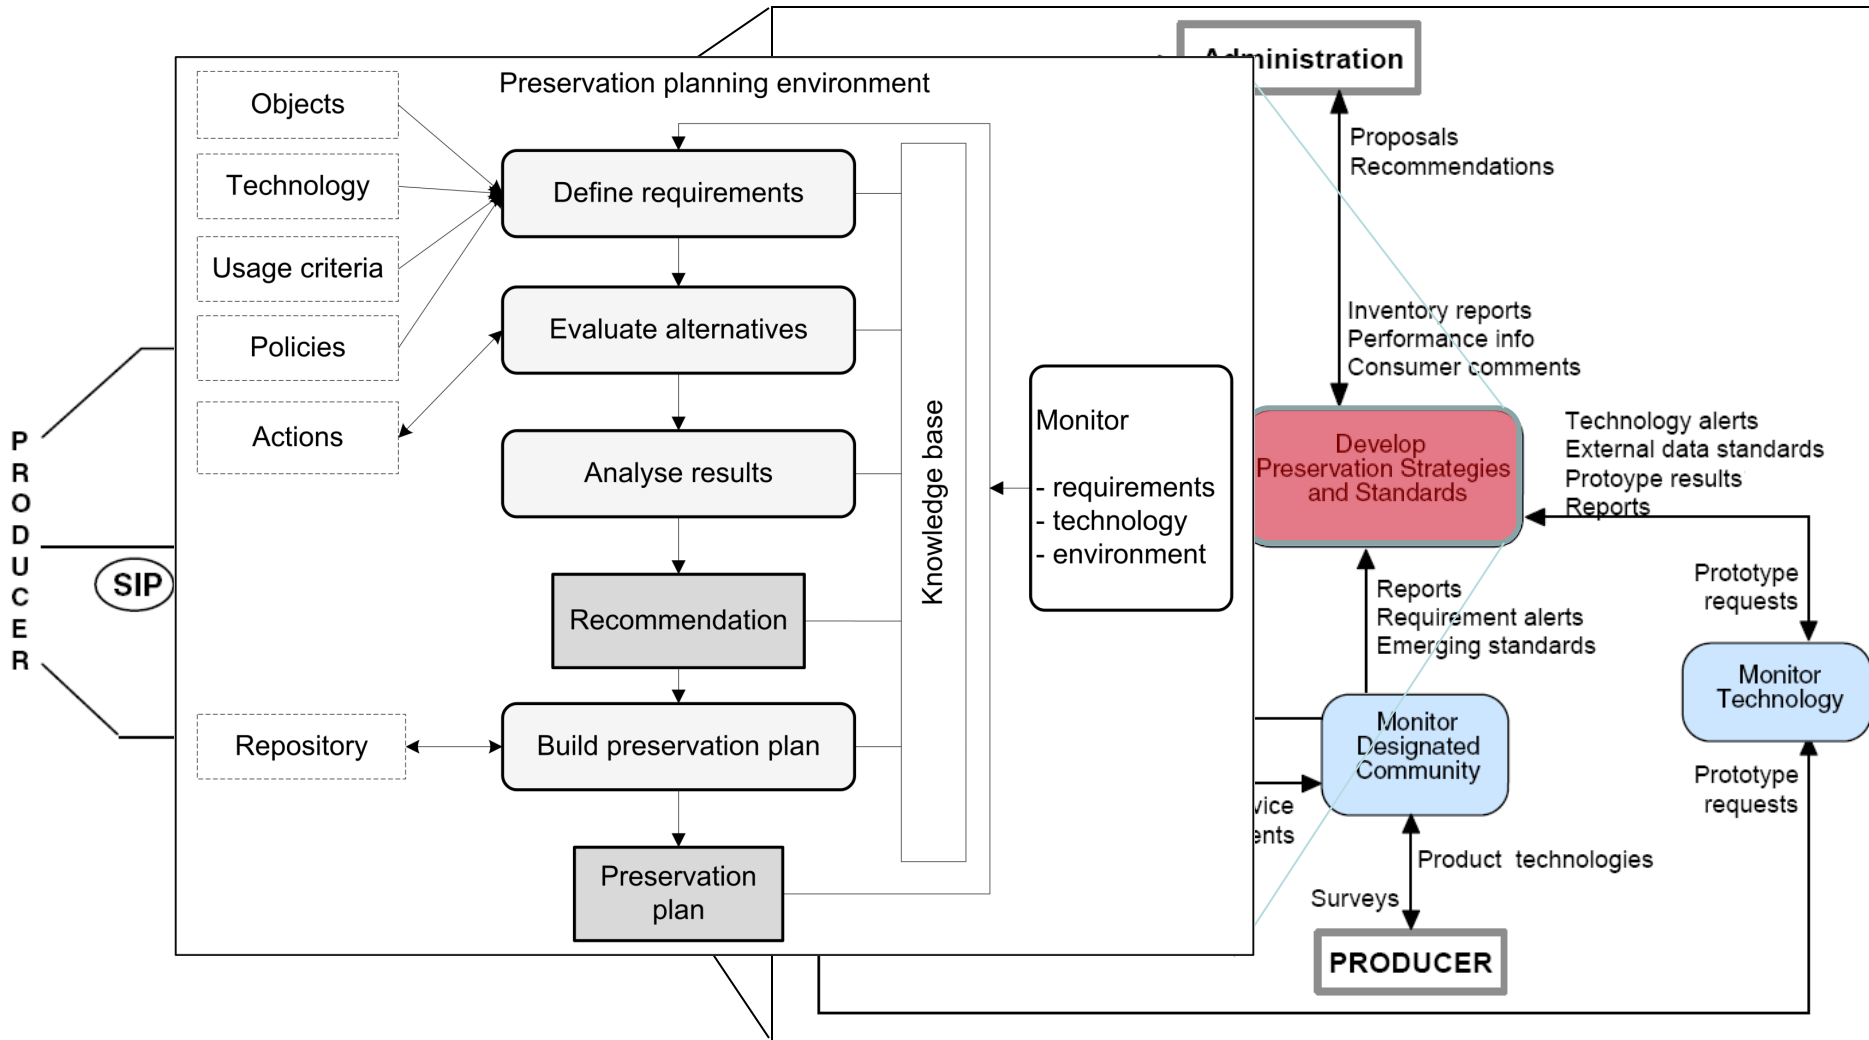 Administration
Preservation planning environment
Objects
Technology
Usage criteria
Policies
Actions
Repository
Define requirements
Evaluate alternatives
Analyse results
Recommendation
Build preservation plan
Preservation
plan
Knowledge base
Monitor
- requirements
- technology
- environment
PRODUCER
SIP
Proposals
Recommendations
Inventory reports
Performance info
Consumer comments
Develop
Preservation Strategies
and Standards
Technology alerts
External data standards
Protoype results
Reports
Prototype
requests
Reports
Requirement alerts
Emerging standards
Monitor
Technology
Monitor
Designated
Community
Prototype
requests
Product technologies
Surveys
PRODUCER